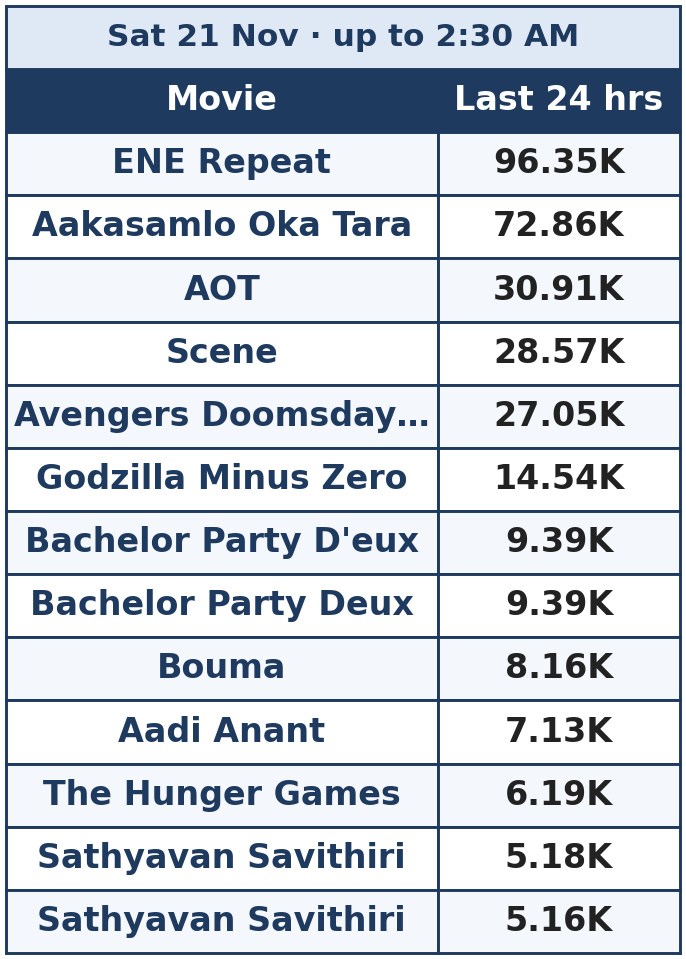 Sat 21 Nov · up to 2:30 AM
Movie Last 24 hrs
ENE Repeat 96.35K
Aakasamlo Oka Tara 72.86K
AOT 30.91K
Scene 28.57K
Avengers Doomsday... 27.05K
Godzilla Minus Zero 14.54K
Bachelor Party D'eux 9.39K
Bachelor Party Deux 9.39K
Bouma 8.16K
Aadi Anant 7.13K
The Hunger Games 6.19K
Sathyavan Savithiri 5.18K
Sathyavan Savithiri 5.16K